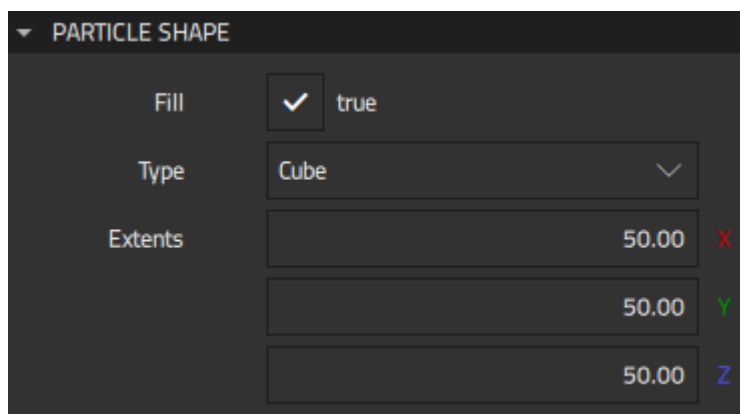 PARTICLE SHAPE
Fill true
Type Cube
Extents 50.00 X
50.00 Y
50.00 Z